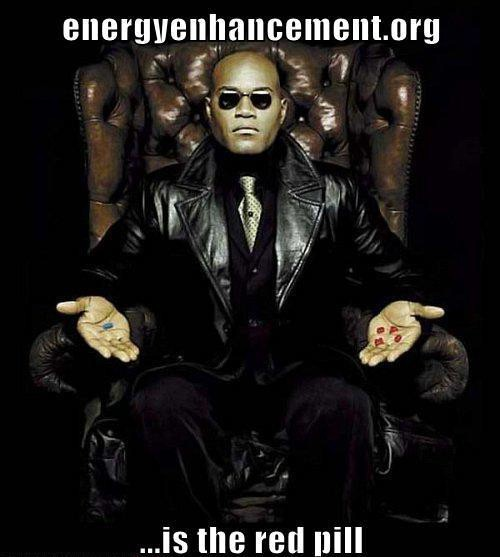 energyenhancement.org
...is the red pill